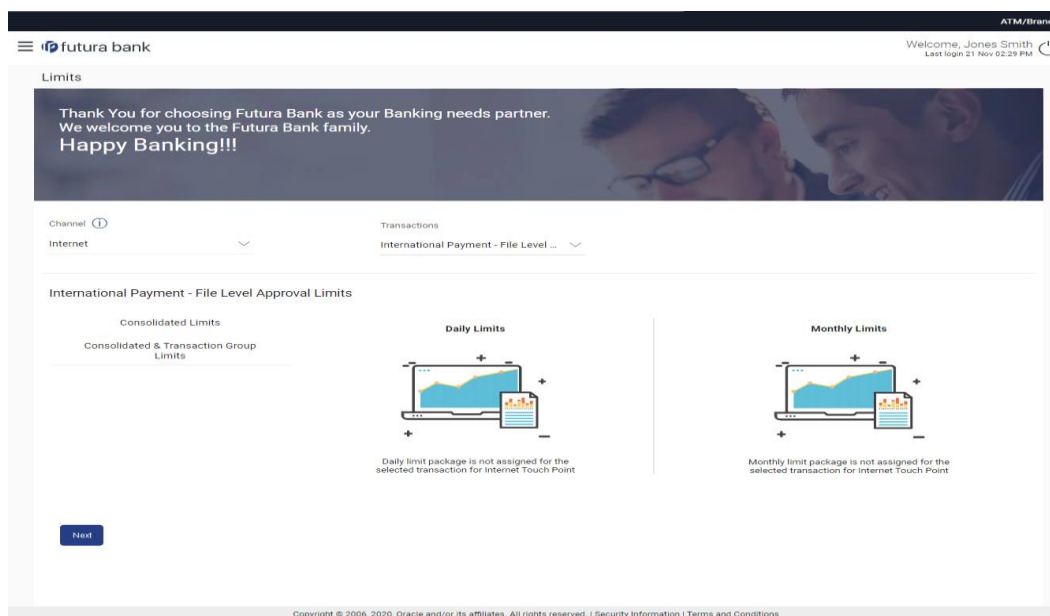 ATM/Branc
futura bank
Welcome, Jones Smith
Last login 21 Nov 02:29 PM
Limits
Thank You for choosing Futura Bank as your Banking needs partner.
We welcome you to the Futura Bank family.
Happy Banking!!!
Channel
Transactions
Internet
International Payment - File Level ...
International Payment - File Level Approval Limits
Consolidated Limits
Consolidated & Transaction Group
Limits
Daily Limits
Daily limit package is not assigned for the
selected transaction for Internet Touch Point
Monthly Limits
Monthly limit package is not assigned for the
selected transaction for Internet Touch Point
Next
Copyright © 2006, 2020, Oracle and/or its affiliates. All rights reserved. | Security Information | Terms and Conditions